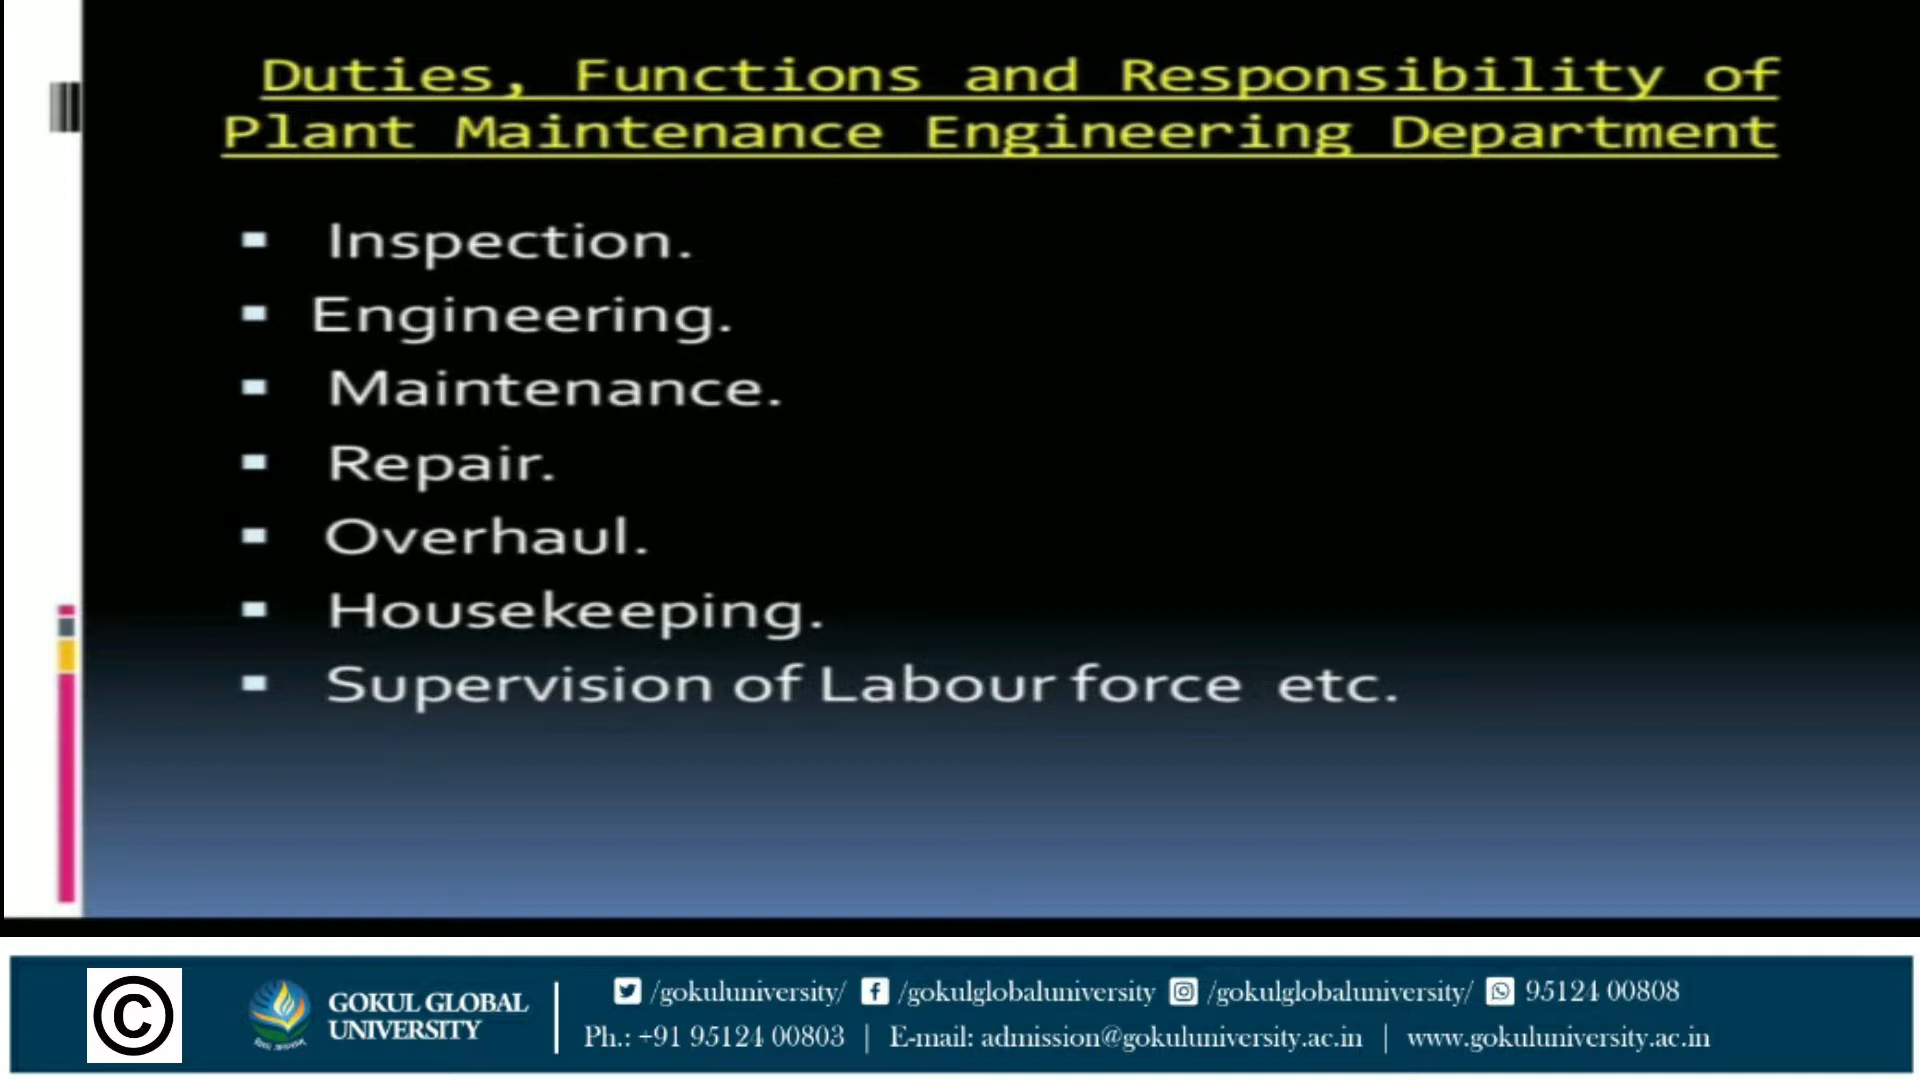 Duties, Functions and Responsibility of
Plant Maintenance Engineering Department
▪ Inspection.
▪ Engineering.
▪ Maintenance.
▪ Repair.
▪ Overhaul.
▪ Housekeeping.
▪ Supervision of Labour force etc.
©
GOKUL GLOBAL
UNIVERSITY
/gokuluniversity/ /gokulglobaluniversity /gokulglobaluniversity/ 95124 00808
Ph.: +91 95124 00803 | E-mail: admission@gokuluniversity.ac.in | www.gokuluniversity.ac.in